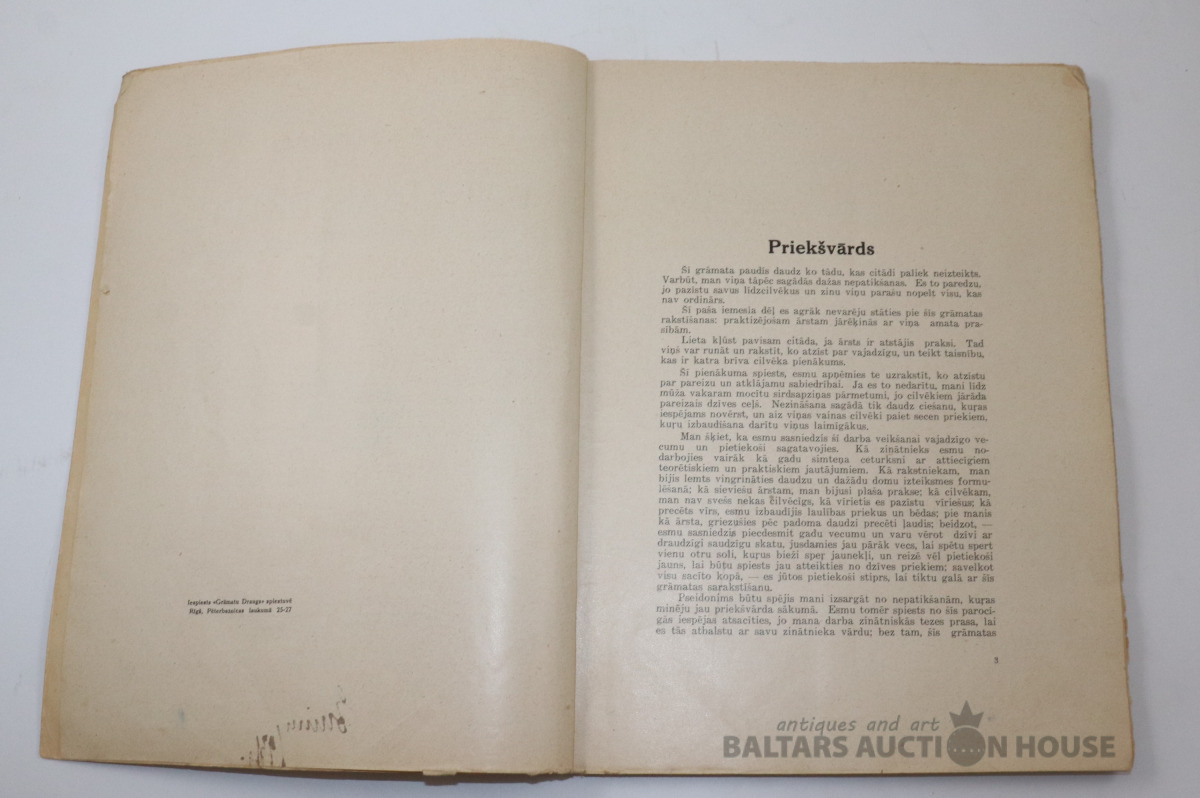 Iespiests «Grāmatu Drauga» spiestuvē
Rīgā, Pēterbaznīcas laukumā 25-27
Priekšvārds
Šī grāmata paudīs daudz ko tādu, kas citādi paliek neizteikts.
Varbūt, man viņa tāpēc sagādās dažas nepatikšanas. Es to paredzu,
jo pazīstu savus līdzcilvēkus un zinu viņu parašu nopelt visu, kas
nav ordinārs.
Šī paša iemesla dēļ es agrāk nevarēju stāties pie šīs grāmatas
rakstīšanas: praktizējošam ārstam jārēķinās ar viņa amata pra-
sībām.
Lieta kļūst pavisam citāda, ja ārsts ir atstājis praksi. Tad
viņš var runāt un rakstīt, ko atzīst par vajadzīgu, un teikt taisnību,
kas ir katra brīva cilvēka pienākums.
Šī pienākuma spiests, esmu apņēmies te uzrakstīt, ko atzīstu
par pareizu un atklājamu sabiedrībai. Ja es to nedarītu, mani līdz
mūža vakaram mocītu sirdsapziņas pārmetumi, jo cilvēkiem jārāda
pareizais dzīves ceļš. Nezināšana sagādā tik daudz ciešanu, kuŗas
iespējams novērst, un aiz viņas vainas cilvēki paiet secen priekiem,
kuŗu izbaudīšana darītu viņus laimīgākus.
Man šķiet, ka esmu sasniedzis šī darba veikšanai vajadzīgo ve-
cumu un pietiekoši sagatavojies. Kā zinātnieks esmu no-
darbojies vairāk kā gadu simteņa ceturksni ar attiecīgiem
teorētiskiem un praktiskiem jautājumiem. Kā rakstniekam, man
bijis lemts vingrināties daudzu un dažādu domu izteiksmes formu-
lēšanā; kā sieviešu ārstam, man bijusi plaša prakse; kā cilvēkam,
man nav svešs nekas cilvēcīgs, kā vīrietis es pazīstu vīriešus; kā
precēts vīrs, esmu izbaudījis laulības priekus un bēdas; pie manis
kā ārsta, griezušies pēc padoma daudzi precēti ļaudis; beidzot, —
esmu sasniedzis piecdesmit gadu vecumu un varu vērot dzīvi ar
draudzīgi saudzīgu skatu, jusdamies jau pārāk vecs, lai spētu spert
vienu otru soli, kuŗus bieži speŗ jaunekļi, un reizē vēl pietiekoši
jauns, lai būtu spiests jau atteikties no dzīves priekiem; savelkot
visu sacīto kopā, — es jūtos pietiekoši stiprs, lai tiktu galā ar šīs
grāmatas sarakstīšanu.
Pseidonīms būtu spējis mani izsargāt no nepatikšanām, kuŗas
minēju jau priekšvārda sākumā. Esmu tomēr spiests no šīs parocī-
gās iespējas atsacīties, jo mana darba zinātniskās tezes prasa, lai
es tās atbalstu ar savu zinātnieka vārdu; bez tam, šīs grāmatas
3
antiques and art
BALTARS AUCTION HOUSE